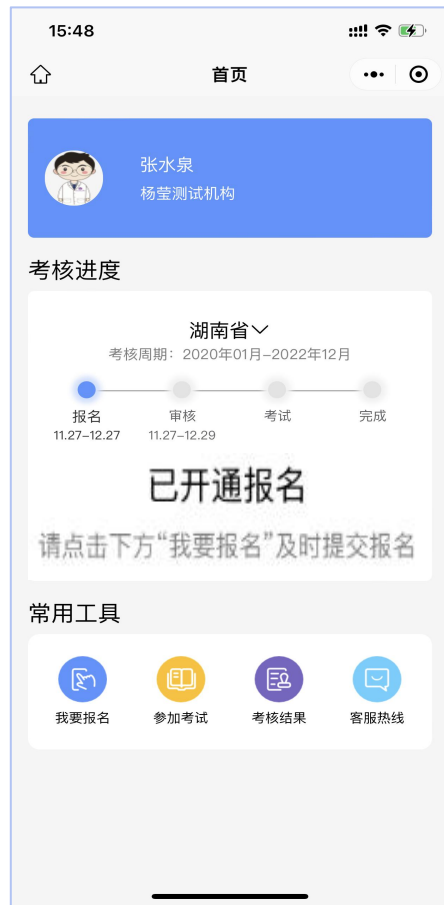 15:48
首页
张水泉
杨莹测试机构
考核进度
湖南省
考核周期：2020年01月-2022年12月
报名 审核 考试 完成
11.27-12.27 11.27-12.29
已开通报名
请点击下方“我要报名”及时提交报名
常用工具
我要报名 参加考试 考核结果 客服热线